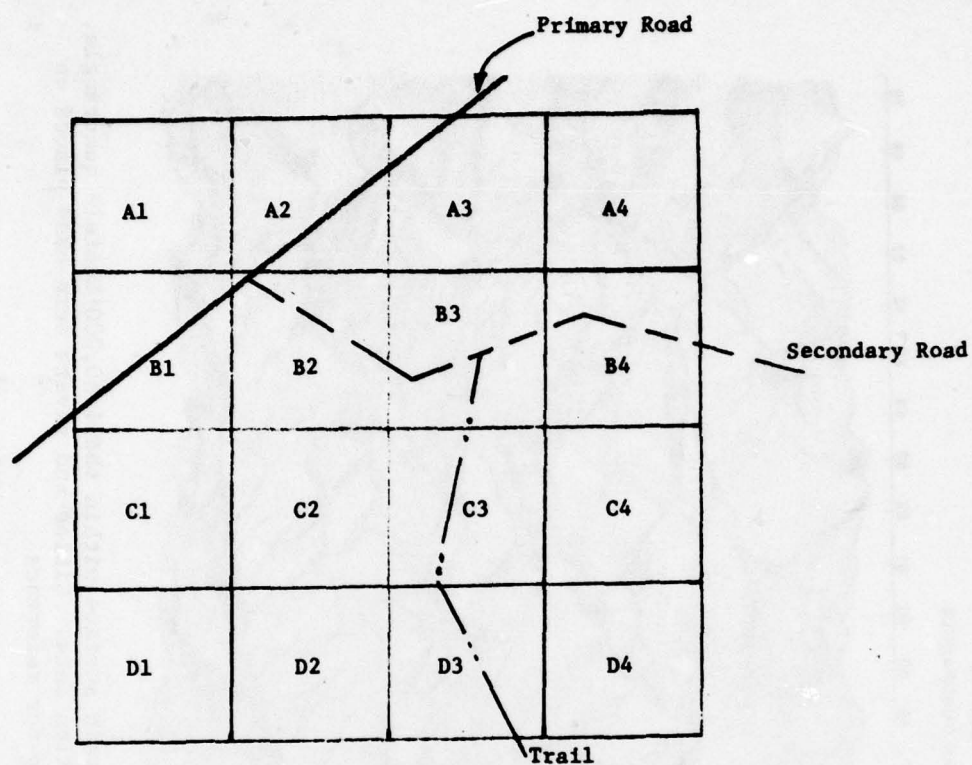 Primary Road
A1 A2 A3 A4
B3
B1 B2 B4
Secondary Road
C1 C2 C3 C4
D1 D2 D3 D4
Trail